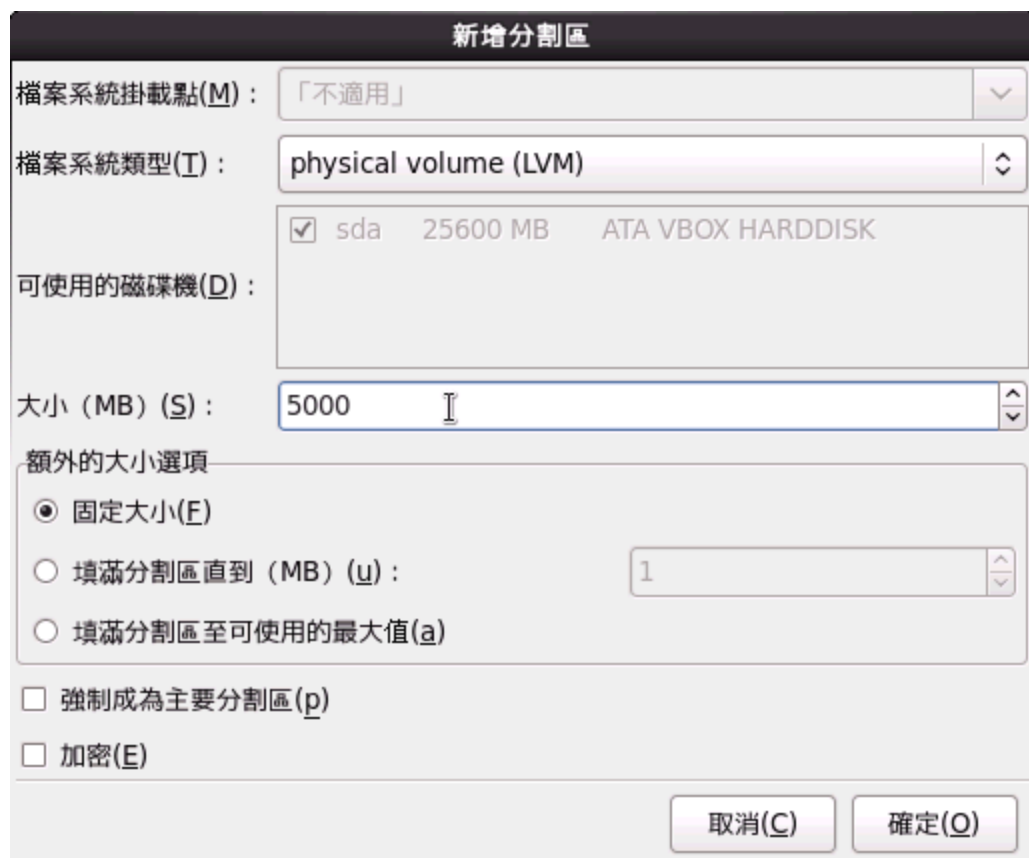 新增分割區
檔案系統掛載點(M)：「不適用」
檔案系統類型(T)： physical volume (LVM)
sda 25600 MB ATA VBOX HARDDISK
可使用的磁碟機(D)：
大小（MB）(S)： 5000
額外的大小選項
固定大小(F)
填滿分割區直到（MB）(u)： 1
填滿分割區至可使用的最大值(a)
強制成為主要分割區(p)
加密(E)
取消(C) 確定(O)